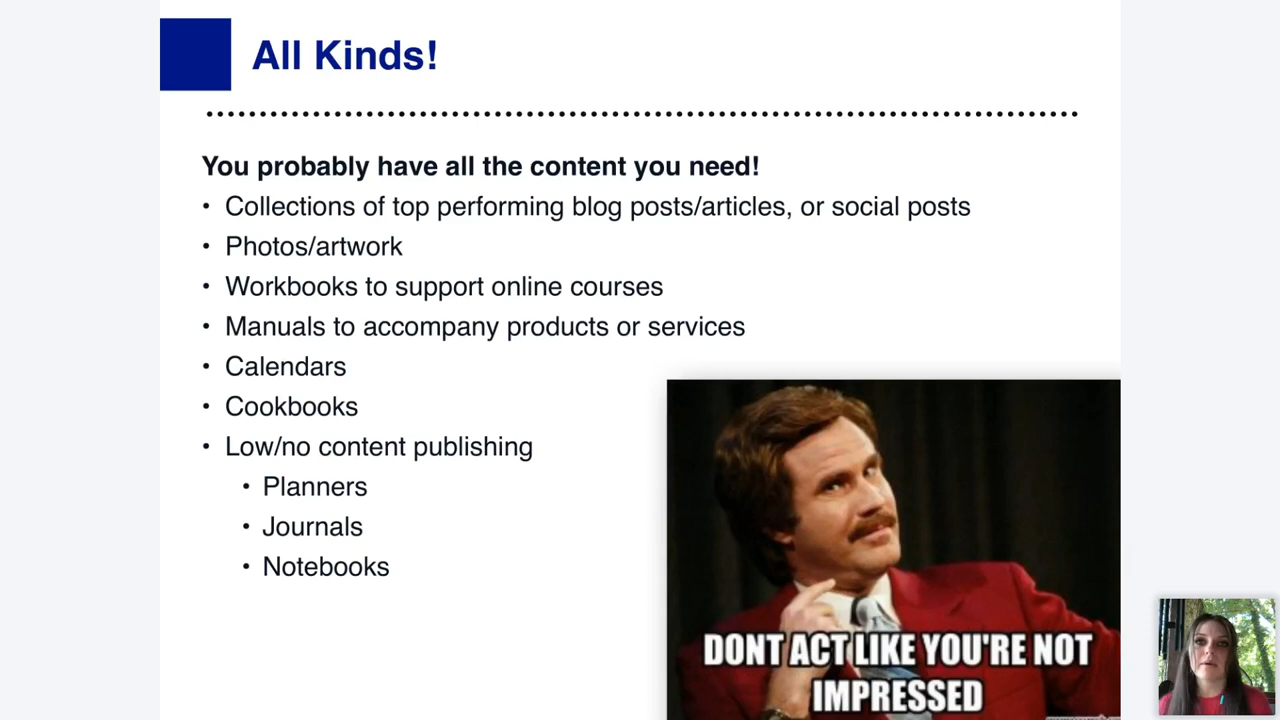 All Kinds!
You probably have all the content you need!
• Collections of top performing blog posts/articles, or social posts
• Photos/artwork
• Workbooks to support online courses
• Manuals to accompany products or services
• Calendars
• Cookbooks
• Low/no content publishing
• Planners
• Journals
• Notebooks
DONT ACT LIKE YOU'RE NOT
IMPRESSED